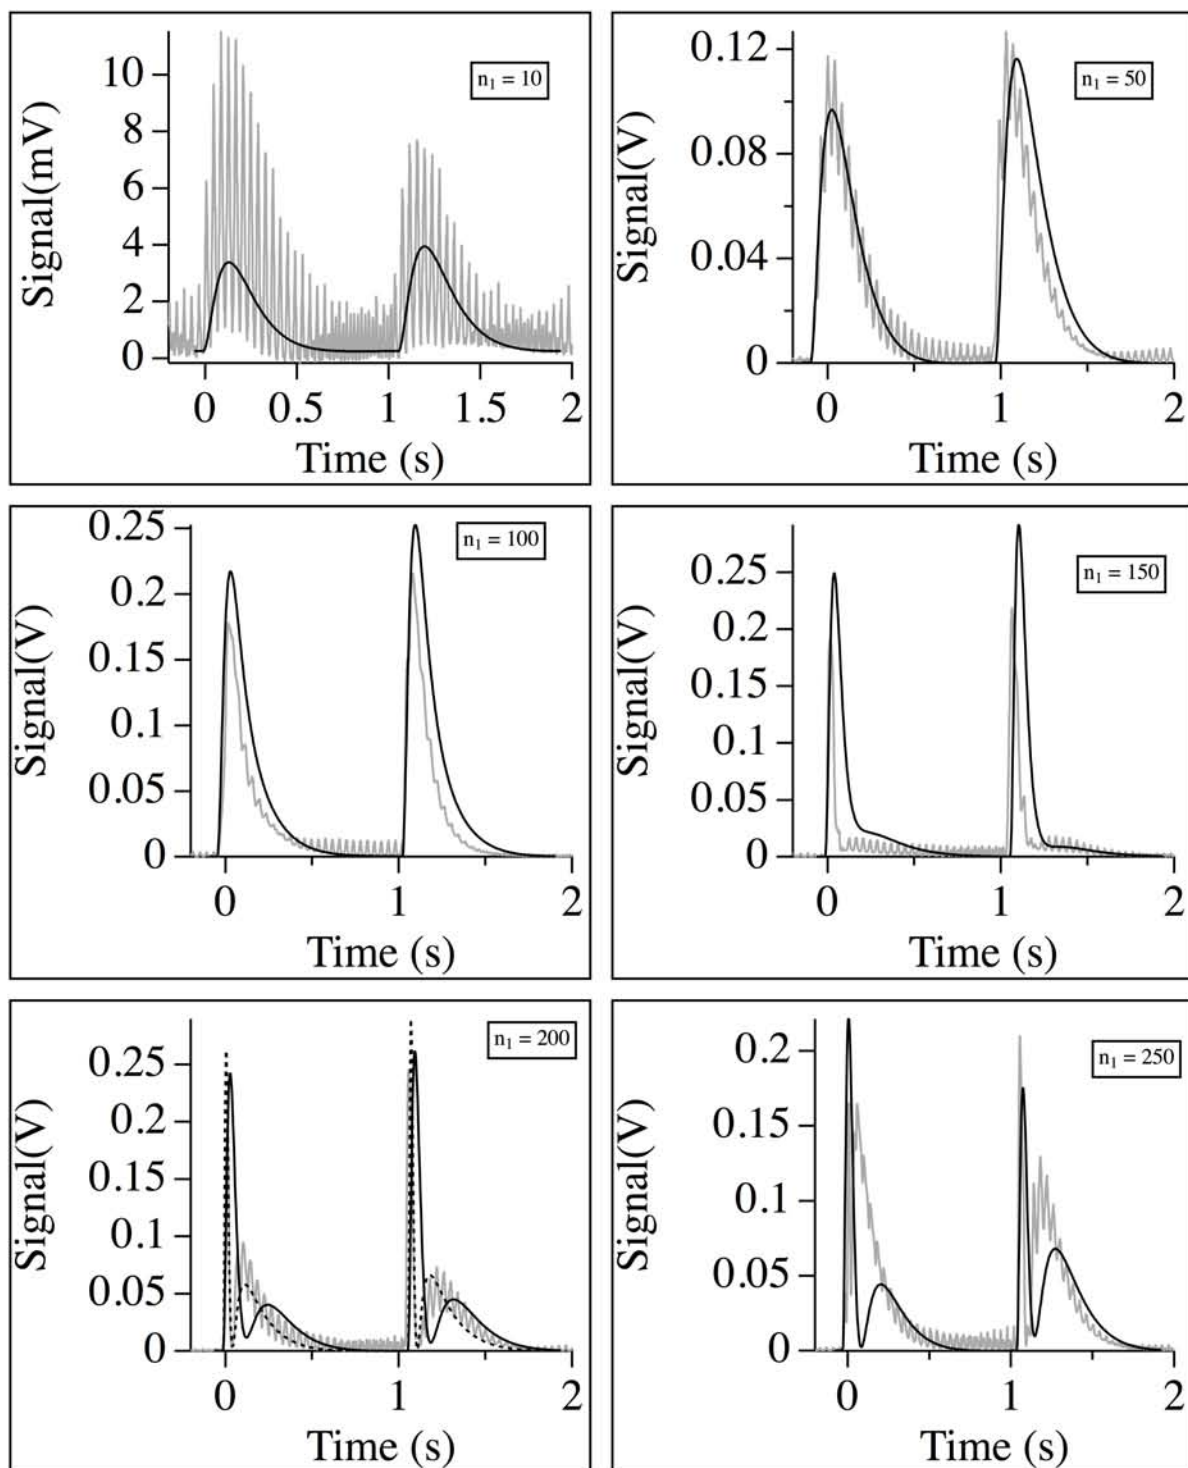 Signal(mV)
10
8
6
4
2
0
n₁ = 10
0 0.5 1 1.5 2
Time (s)
Signal(V)
0.12
0.08
0.04
0
n₁ = 50
0 1 2
Time (s)
Signal(V)
0.25
0.2
0.15
0.1
0.05
0
n₁ = 100
0 1 2
Time (s)
Signal(V)
0.25
0.2
0.15
0.1
0.05
0
n₁ = 150
0 1 2
Time (s)
Signal(V)
0.25
0.2
0.15
0.1
0.05
0
n₁ = 200
0 1 2
Time (s)
Signal(V)
0.2
0.15
0.1
0.05
0
n₁ = 250
0 1 2
Time (s)